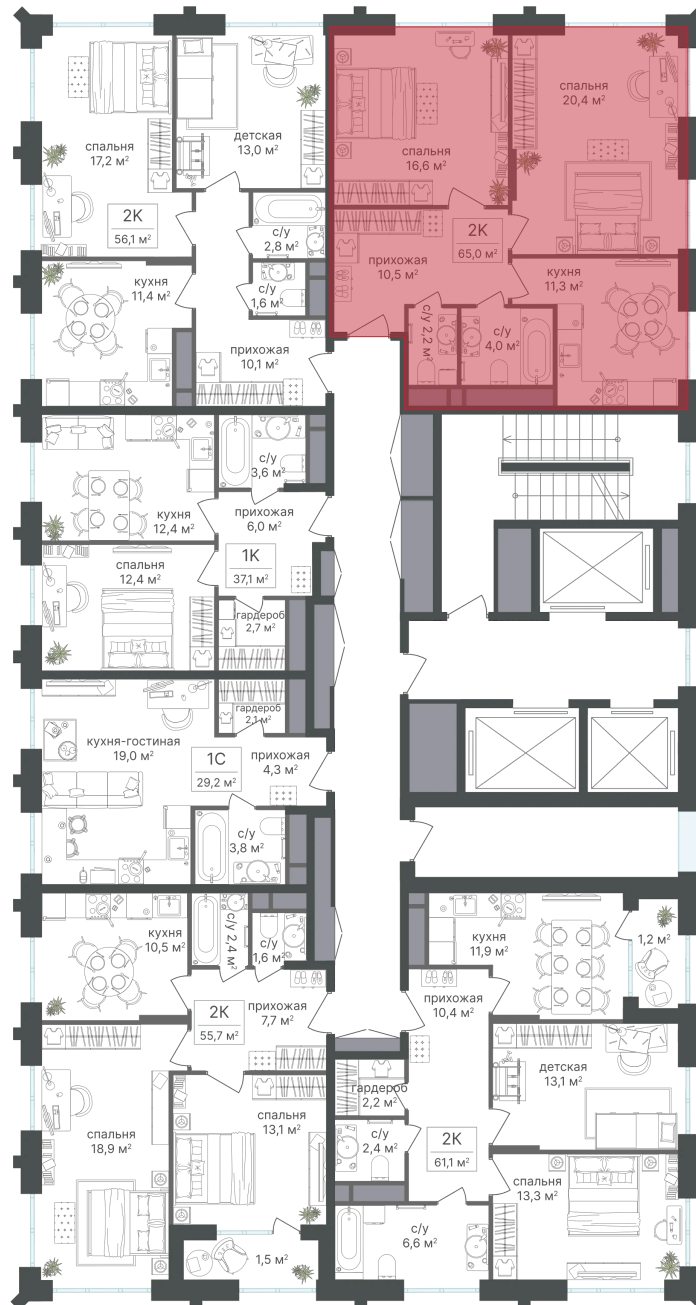 спальня
17,2 м²
детская
13,0 м²
2К
56,1 м²
с/у
2,8 м²
кухня
11,4 м²
с/у
1,6 м²
прихожая
10,1 м²
спальня
16,6 м²
спальня
20,4 м²
2К
65,0 м²
прихожая
10,5 м²
кухня
11,3 м²
с/у 2,2 м²
с/у
4,0 м²
с/у
3,6 м²
кухня
12,4 м²
прихожая
6,0 м²
1К
37,1 м²
спальня
12,4 м²
гардероб
2,7 м²
гардероб
2,1 м²
кухня-гостиная
19,0 м²
1С
29,2 м²
прихожая
4,3 м²
с/у
3,8 м²
кухня
10,5 м²
с/у 2,4 м²
с/у
1,6 м²
2К
55,7 м²
прихожая
7,7 м²
спальня
18,9 м²
спальня
13,1 м²
1,5 м²
кухня
11,9 м²
1,2 м²
прихожая
10,4 м²
детская
13,1 м²
гардероб
2,2 м²
с/у
2,4 м²
2К
61,1 м²
спальня
13,3 м²
с/у
6,6 м²